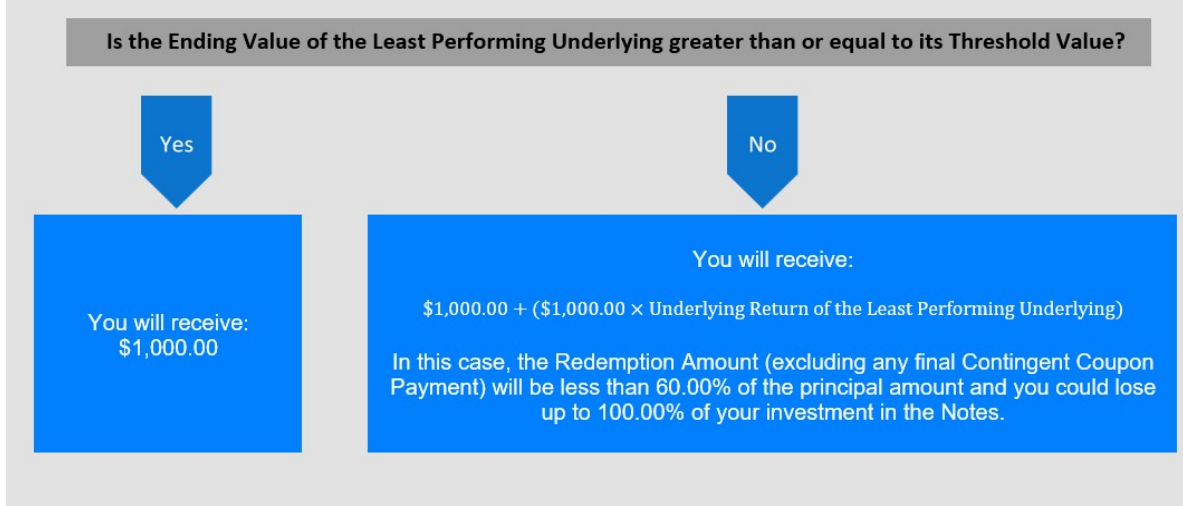 Is the Ending Value of the Least Performing Underlying greater than or equal to its Threshold Value?
Yes
No
You will receive:
$1,000.00
You will receive:
$1,000.00 + ($1,000.00 × Underlying Return of the Least Performing Underlying)
In this case, the Redemption Amount (excluding any final Contingent Coupon
Payment) will be less than 60.00% of the principal amount and you could lose
up to 100.00% of your investment in the Notes.